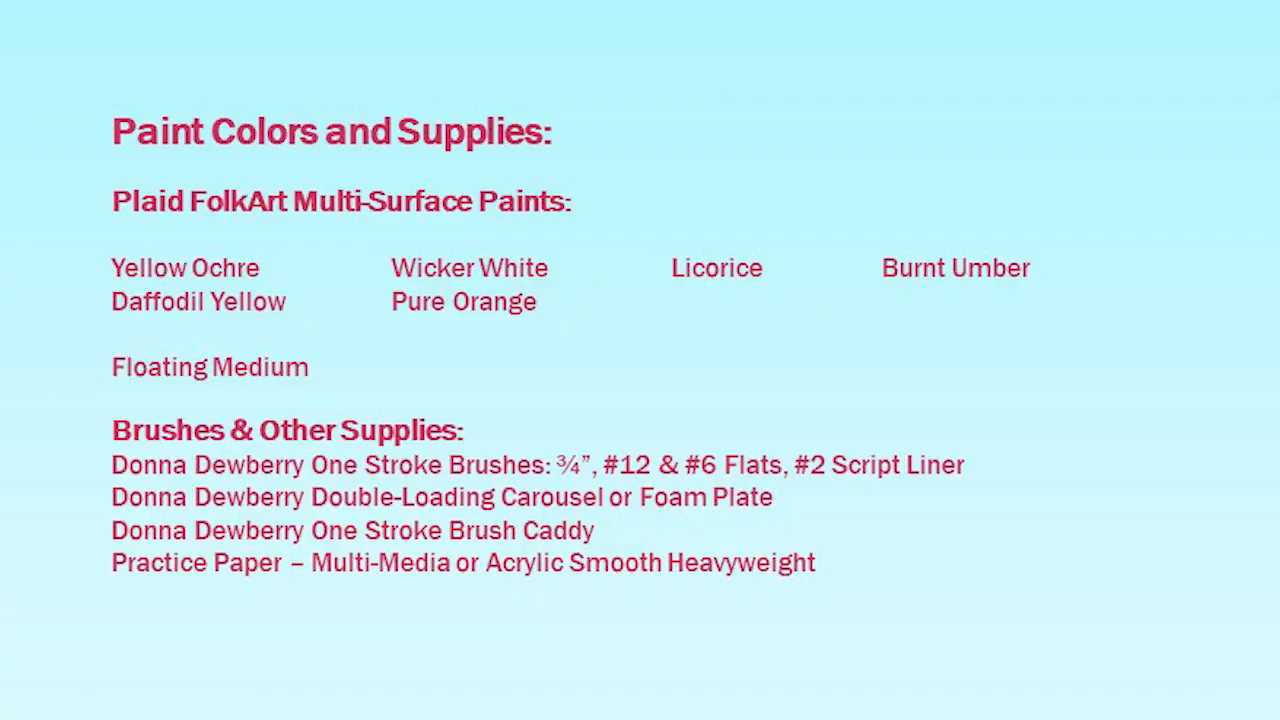 Paint Colors and Supplies:
Plaid FolkArt Multi-Surface Paints:
Yellow Ochre Wicker White Licorice Burnt Umber
Daffodil Yellow Pure Orange
Floating Medium
Brushes & Other Supplies:
Donna Dewberry One Stroke Brushes: ¾”, #12 & #6 Flats, #2 Script Liner
Donna Dewberry Double-Loading Carousel or Foam Plate
Donna Dewberry One Stroke Brush Caddy
Practice Paper – Multi-Media or Acrylic Smooth Heavyweight